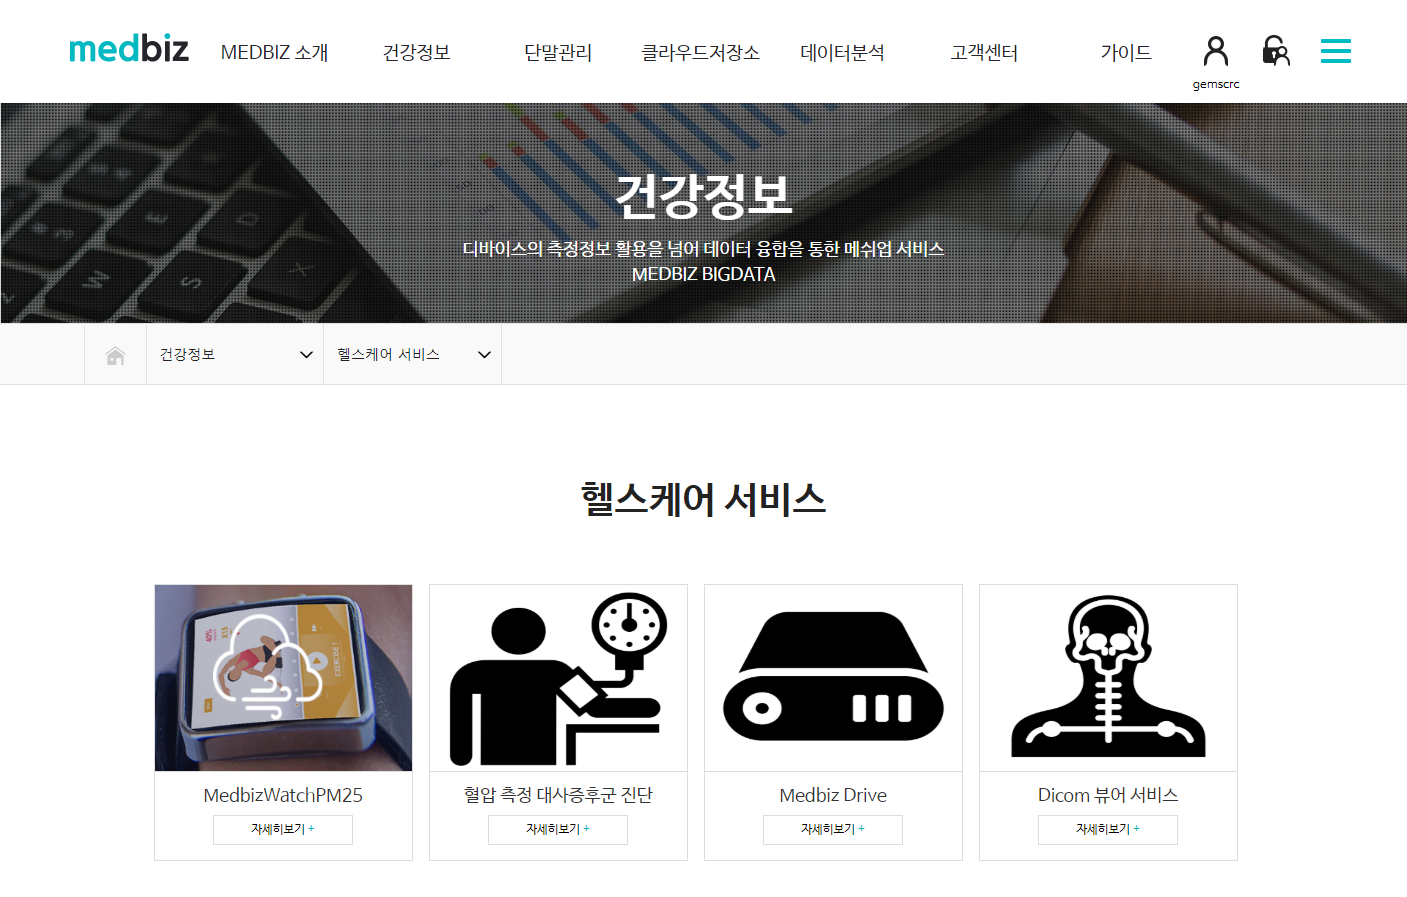 medbiz
MEDBIZ 소개
건강정보
단말관리
클라우드저장소
데이터분석
고객센터
가이드
gemscrc
건강정보
디바이스의 측정정보 활용을 넘어 데이터 융합을 통한 메쉬업 서비스
MEDBIZ BIGDATA
건강정보
헬스케어 서비스
헬스케어 서비스
MedbizWatchPM25
자세히보기 +
혈압 측정 대사증후군 진단
자세히보기 +
Medbiz Drive
자세히보기 +
Dicom 뷰어 서비스
자세히보기 +